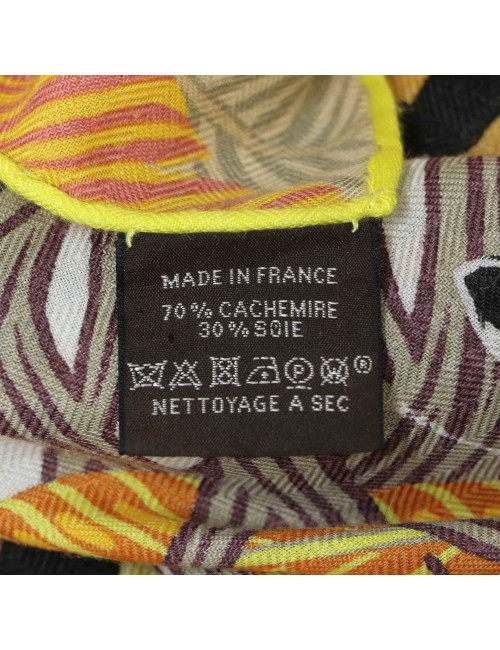 MADE IN FRANCE
70 % CACHEMIRE
30 % SOIE
P W ®
NETTOYAGE A SEC